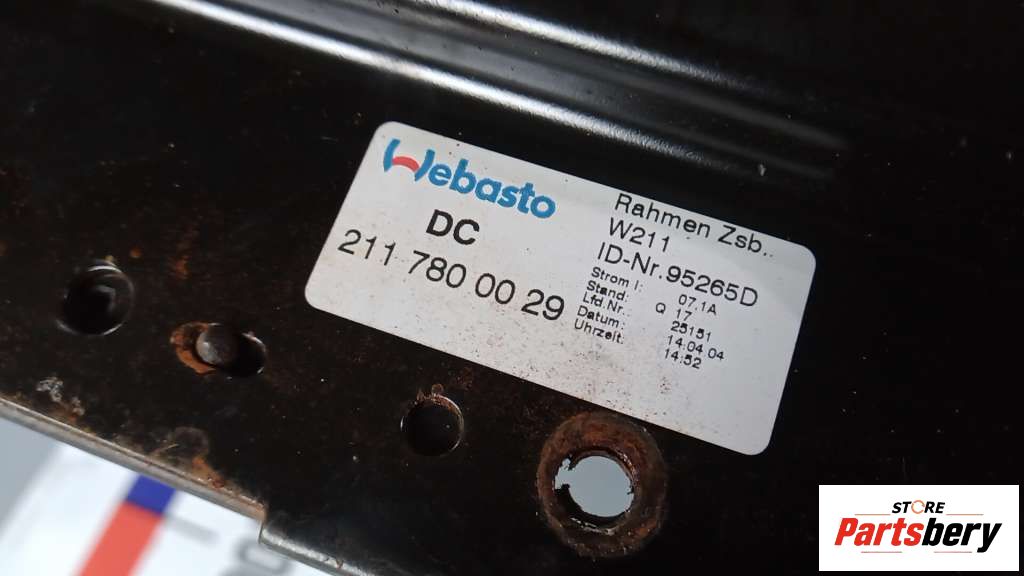 Webasto
DC
211 780 00 29
Rahmen Zsb..
W211
ID-Nr.95265D
Strom I: 07.1A
Stand: Q 17
Lfd.Nr.: 25151
Datum: 14.04.04
Uhrzeit: 14:52
STORE
Partsbery